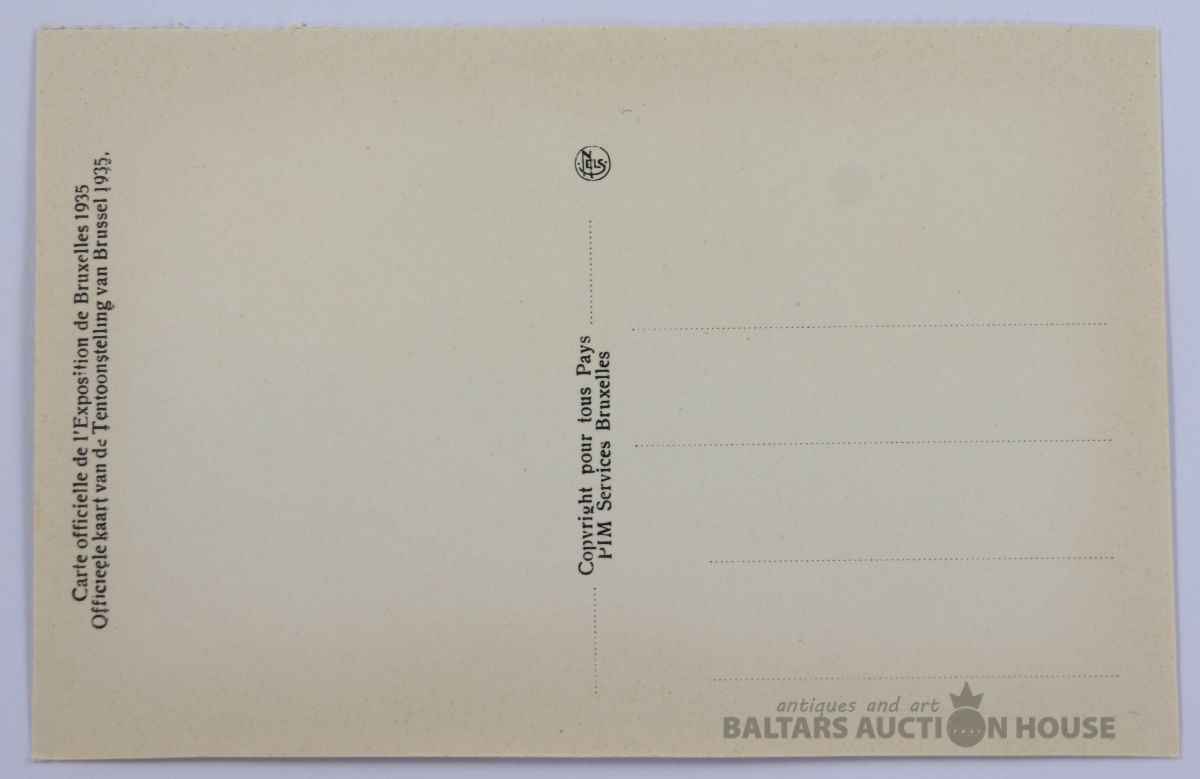 Carte officielle de l'Exposition de Bruxelles 1935
Officieele kaart van de Tentoonstelling van Brussel 1935.
Copyright pour tous Pays
PIM Services Bruxelles
antiques and art
BALTARS AUCTION HOUSE